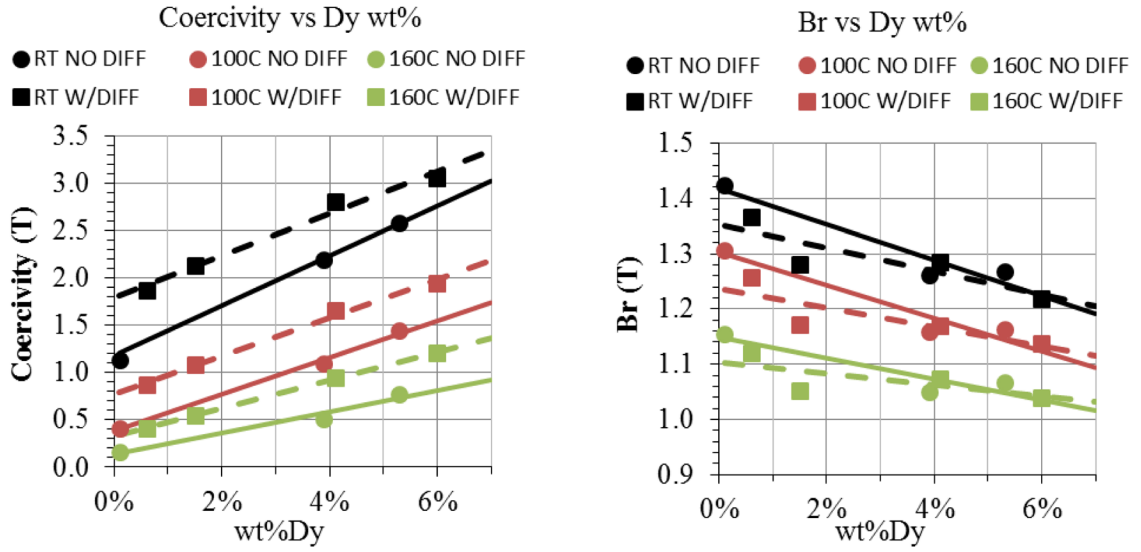 Coercivity vs Dy wt%
RT NO DIFF 100C NO DIFF 160C NO DIFF
RT W/DIFF 100C W/DIFF 160C W/DIFF
Coercivity (T)
3.5
3.0
2.5
2.0
1.5
1.0
0.5
0.0
0% 2% 4% 6%
wt%Dy
Br vs Dy wt%
RT NO DIFF 100C NO DIFF 160C NO DIFF
RT W/DIFF 100C W/DIFF 160C W/DIFF
Br (T)
1.5
1.4
1.3
1.2
1.1
1.0
0.9
0% 2% 4% 6%
wt%Dy